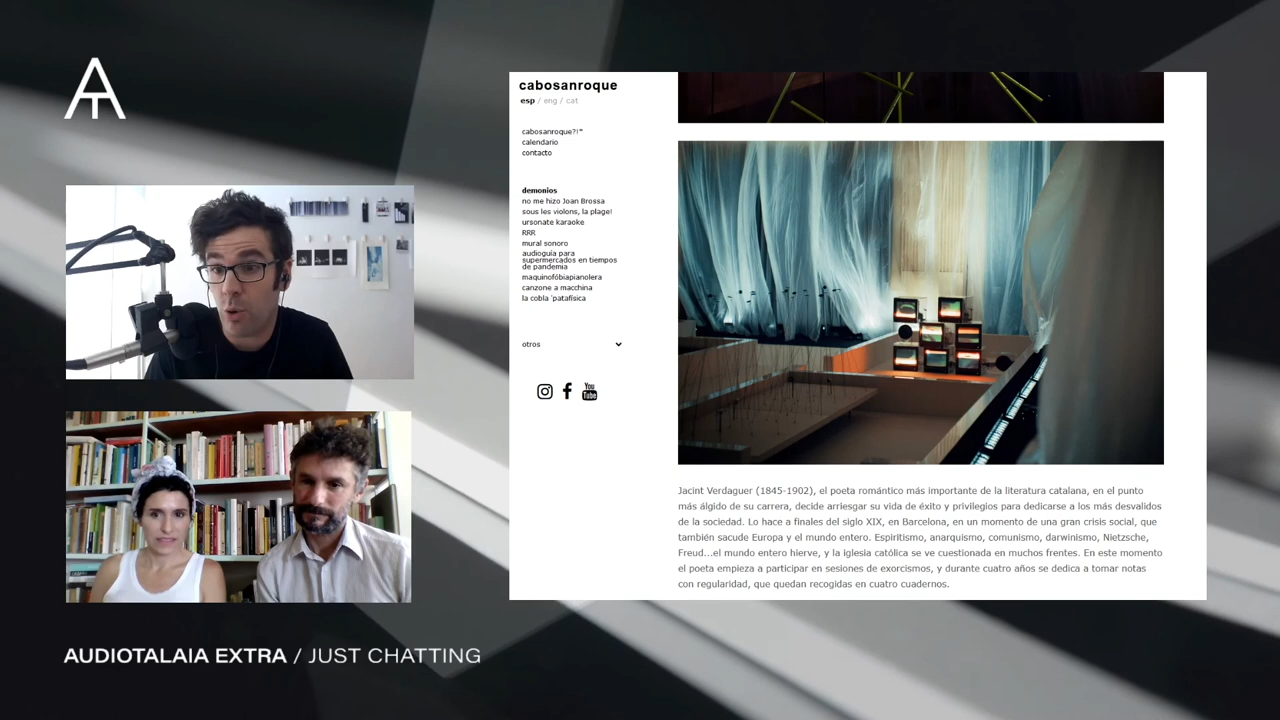 AT
cabosanroque
esp / eng / cat
cabosanroque?!*
calendario
contacto
demonios
no me hizo Joan Brossa
sous les violons, la plage!
ursonate karaoke
RRR
mural sonoro
audioguía para
supermercados en tiempos
de pandemia
maquinofòbiapianolera
canzone a macchina
la cobla 'patafísica
otros
You
Tube
Jacint Verdaguer (1845-1902), el poeta romántico más importante de la literatura catalana, en el punto
más álgido de su carrera, decide arriesgar su vida de éxito y privilegios para dedicarse a los más desvalidos
de la sociedad. Lo hace a finales del siglo XIX, en Barcelona, en un momento de una gran crisis social, que
también sacude Europa y el mundo entero. Espiritismo, anarquismo, comunismo, darwinismo, Nietzsche,
Freud...el mundo entero hierve, y la iglesia católica se ve cuestionada en muchos frentes. En este momento
el poeta empieza a participar en sesiones de exorcismos, y durante cuatro años se dedica a tomar notas
con regularidad, que quedan recogidas en cuatro cuadernos.
AUDIOTALAIA EXTRA / JUST CHATTING